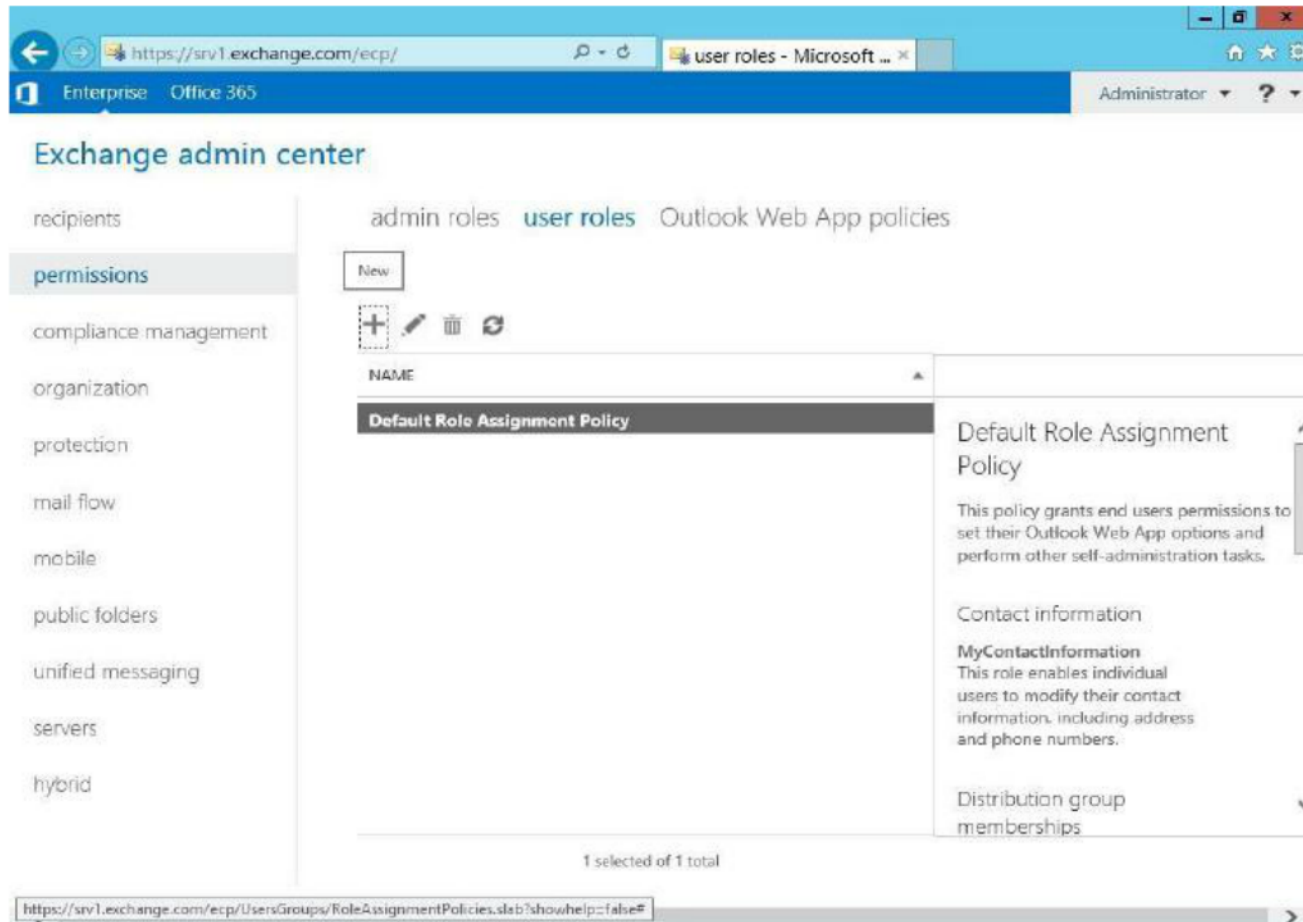 https://srv1.exchange.com/ecp/
user roles - Microsoft ...
Enterprise Office 365
Administrator ?
Exchange admin center
recipients
permissions
compliance management
organization
protection
mail flow
mobile
public folders
unified messaging
servers
hybrid
admin roles user roles Outlook Web App policies
New
NAME
Default Role Assignment Policy
Default Role Assignment
Policy
This policy grants end users permissions to
set their Outlook Web App options and
perform other self-administration tasks.
Contact information
MyContactInformation
This role enables individual
users to modify their contact
information, including address
and phone numbers.
Distribution group
memberships
1 selected of 1 total
https://srv1.exchange.com/ecp/UsersGroups/RoleAssignmentPolicies.slab?showhelp=false#